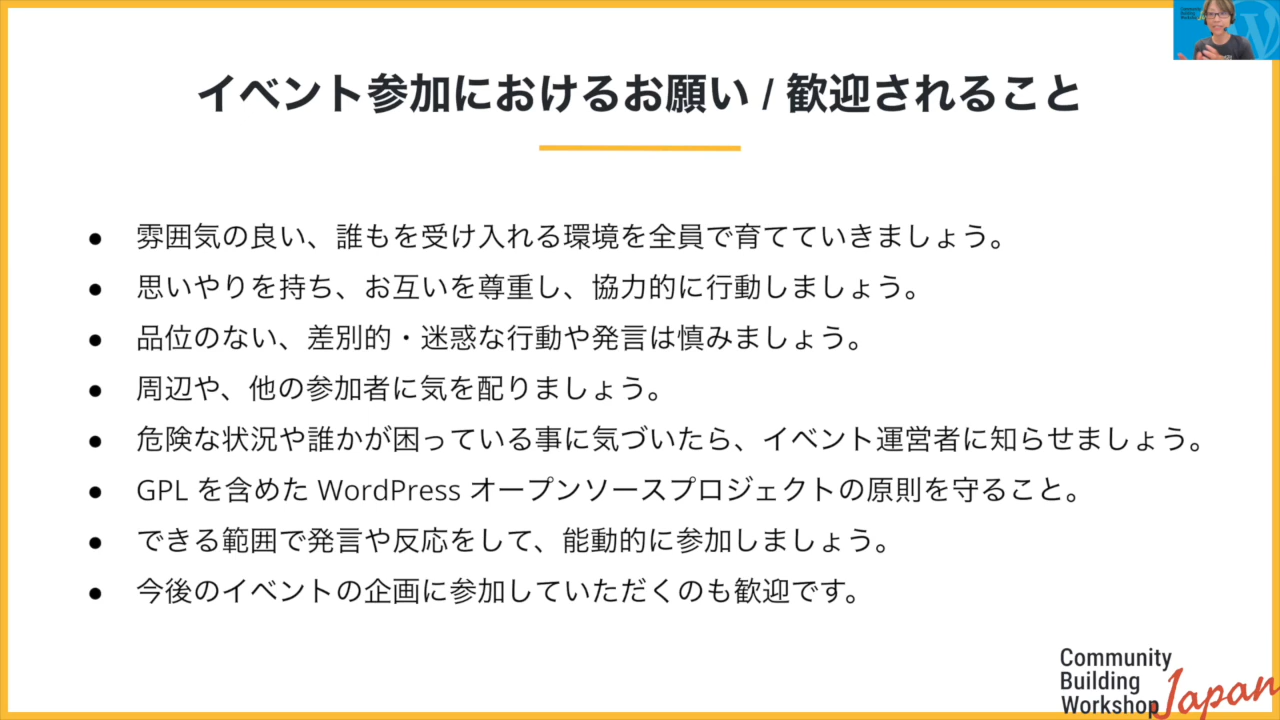 イベント参加におけるお願い / 歓迎されること
● 雰囲気の良い、誰もを受け入れる環境を全員で育てていきましょう。
● 思いやりを持ち、お互いを尊重し、協力的に行動しましょう。
● 品位のない、差別的・迷惑な行動や発言は慎みましょう。
● 周辺や、他の参加者に気を配りましょう。
● 危険な状況や誰かが困っている事に気づいたら、イベント運営者に知らせましょう。
● GPL を含めた WordPress オープンソースプロジェクトの原則を守ること。
● できる範囲で発言や反応をして、能動的に参加しましょう。
● 今後のイベントの企画に参加していただくのも歓迎です。
Community
Building
Workshop Japan